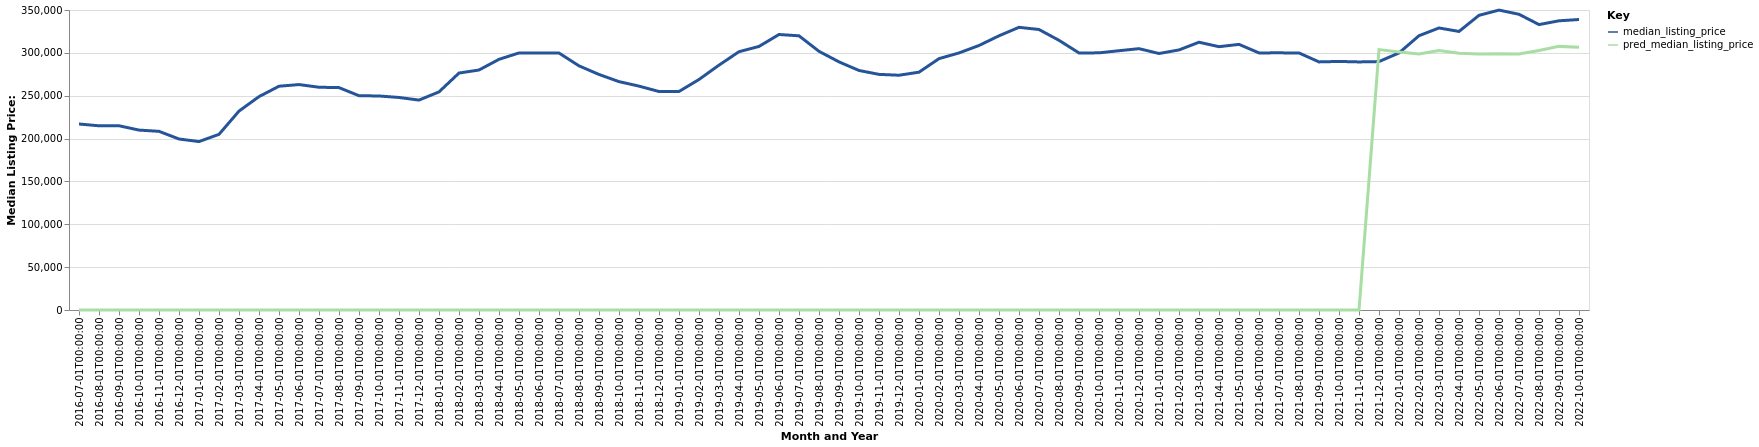 350,000
300,000
250,000
200,000
150,000
100,000
50,000
0
Median Listing Price:
2016-07-01T00:00:00
2016-08-01T00:00:00
2016-09-01T00:00:00
2016-10-01T00:00:00
2016-11-01T00:00:00
2016-12-01T00:00:00
2017-01-01T00:00:00
2017-02-01T00:00:00
2017-03-01T00:00:00
2017-04-01T00:00:00
2017-05-01T00:00:00
2017-06-01T00:00:00
2017-07-01T00:00:00
2017-08-01T00:00:00
2017-09-01T00:00:00
2017-10-01T00:00:00
2017-11-01T00:00:00
2017-12-01T00:00:00
2018-01-01T00:00:00
2018-02-01T00:00:00
2018-03-01T00:00:00
2018-04-01T00:00:00
2018-05-01T00:00:00
2018-06-01T00:00:00
2018-07-01T00:00:00
2018-08-01T00:00:00
2018-09-01T00:00:00
2018-10-01T00:00:00
2018-11-01T00:00:00
2018-12-01T00:00:00
2019-01-01T00:00:00
2019-02-01T00:00:00
2019-03-01T00:00:00
2019-04-01T00:00:00
2019-05-01T00:00:00
2019-06-01T00:00:00
2019-07-01T00:00:00
2019-08-01T00:00:00
2019-09-01T00:00:00
2019-10-01T00:00:00
2019-11-01T00:00:00
2019-12-01T00:00:00
2020-01-01T00:00:00
2020-02-01T00:00:00
2020-03-01T00:00:00
2020-04-01T00:00:00
2020-05-01T00:00:00
2020-06-01T00:00:00
2020-07-01T00:00:00
2020-08-01T00:00:00
2020-09-01T00:00:00
2020-10-01T00:00:00
2020-11-01T00:00:00
2020-12-01T00:00:00
2021-01-01T00:00:00
2021-02-01T00:00:00
2021-03-01T00:00:00
2021-04-01T00:00:00
2021-05-01T00:00:00
2021-06-01T00:00:00
2021-07-01T00:00:00
2021-08-01T00:00:00
2021-09-01T00:00:00
2021-10-01T00:00:00
2021-11-01T00:00:00
2021-12-01T00:00:00
2022-01-01T00:00:00
2022-02-01T00:00:00
2022-03-01T00:00:00
2022-04-01T00:00:00
2022-05-01T00:00:00
2022-06-01T00:00:00
2022-07-01T00:00:00
2022-08-01T00:00:00
2022-09-01T00:00:00
2022-10-01T00:00:00
Month and Year
Key
median_listing_price
pred_median_listing_price